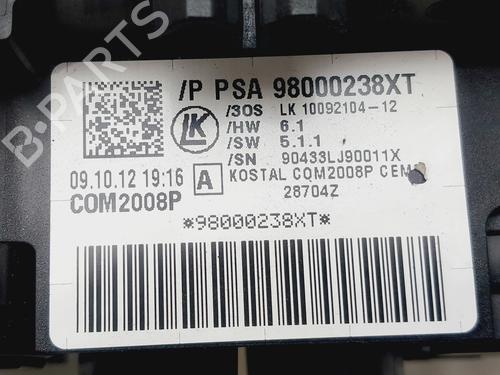 /P PSA 98000238XT
/3OS LK 10092104-12
LK
/HW 6.1
/SW 5.1.1
/SN 90433LJ90011X
09.10.12 19:16 A KOSTAL COM2008P CEM
COM2008P 28704Z
*98000238XT*
B-PARTS